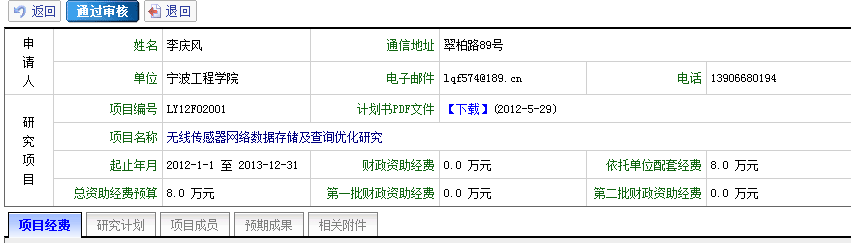 返回 通过审核 退回
申请人 姓名 李庆风 通信地址 翠柏路89号
单位 宁波工程学院 电子邮件 lqf574@189.cn 电话 13906680194
研究项目 项目编号 LY12F02001 计划书PDF文件 【下载】(2012-5-29)
项目名称 无线传感器网络数据存储及查询优化研究
起止年月 2012-1-1 至 2013-12-31 财政资助经费 0.0 万元 依托单位配套经费 8.0 万元
总资助经费预算 8.0 万元 第一批财政资助经费 0.0 万元 第二批财政资助经费 0.0 万元
项目经费 研究计划 项目成员 预期成果 相关附件